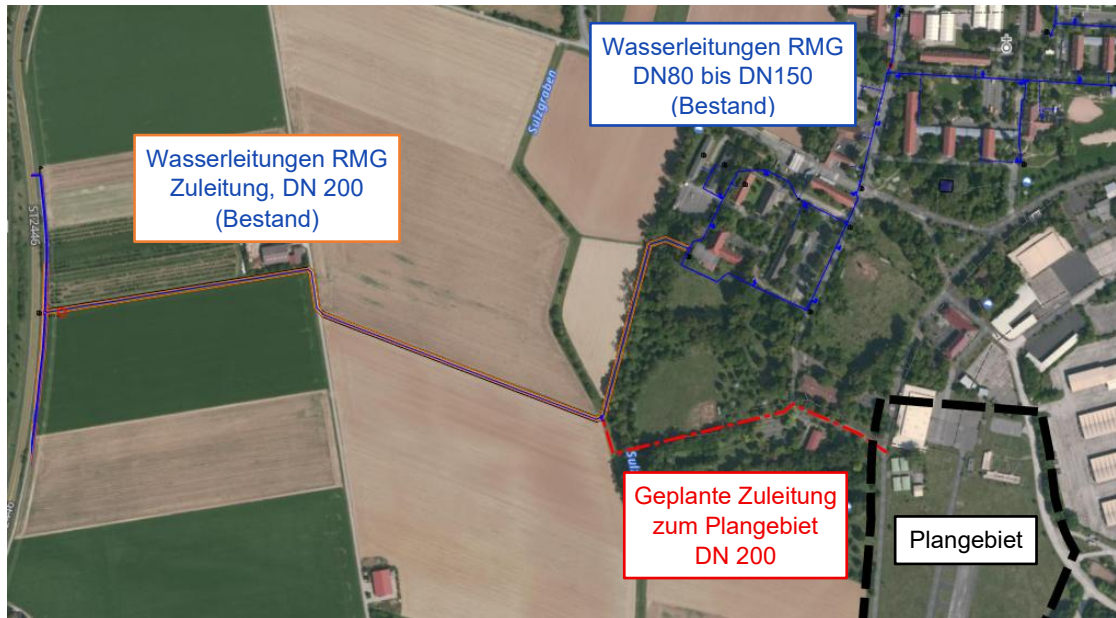 Wasserleitungen RMG
DN80 bis DN150
(Bestand)
Sulzgraben
Wasserleitungen RMG
Zuleitung, DN 200
(Bestand)
ST2446
Sul
Geplante Zuleitung
zum Plangebiet
DN 200
Plangebiet